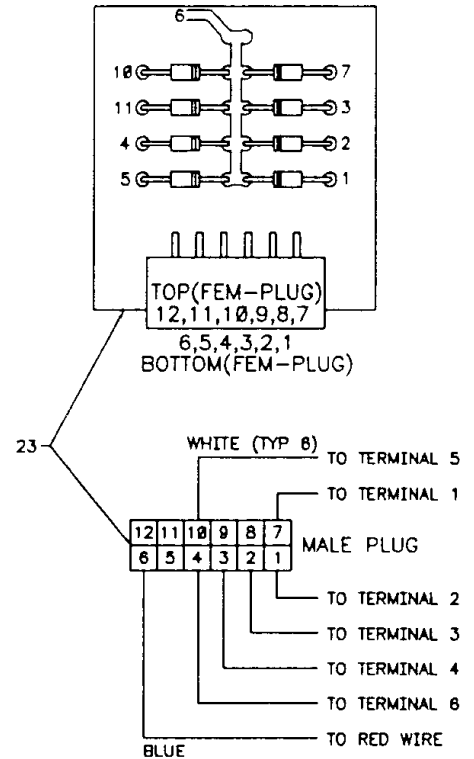 6
10 7
11 3
4 2
5 1
TOP(FEM-PLUG)
12,11,10,9,8,7
6,5,4,3,2,1
BOTTOM(FEM-PLUG)
23
WHITE (TYP 6)
TO TERMINAL 5
TO TERMINAL 1
12 11 10 9 8 7
6 5 4 3 2 1
MALE PLUG
TO TERMINAL 2
TO TERMINAL 3
TO TERMINAL 4
TO TERMINAL 6
TO RED WIRE
BLUE